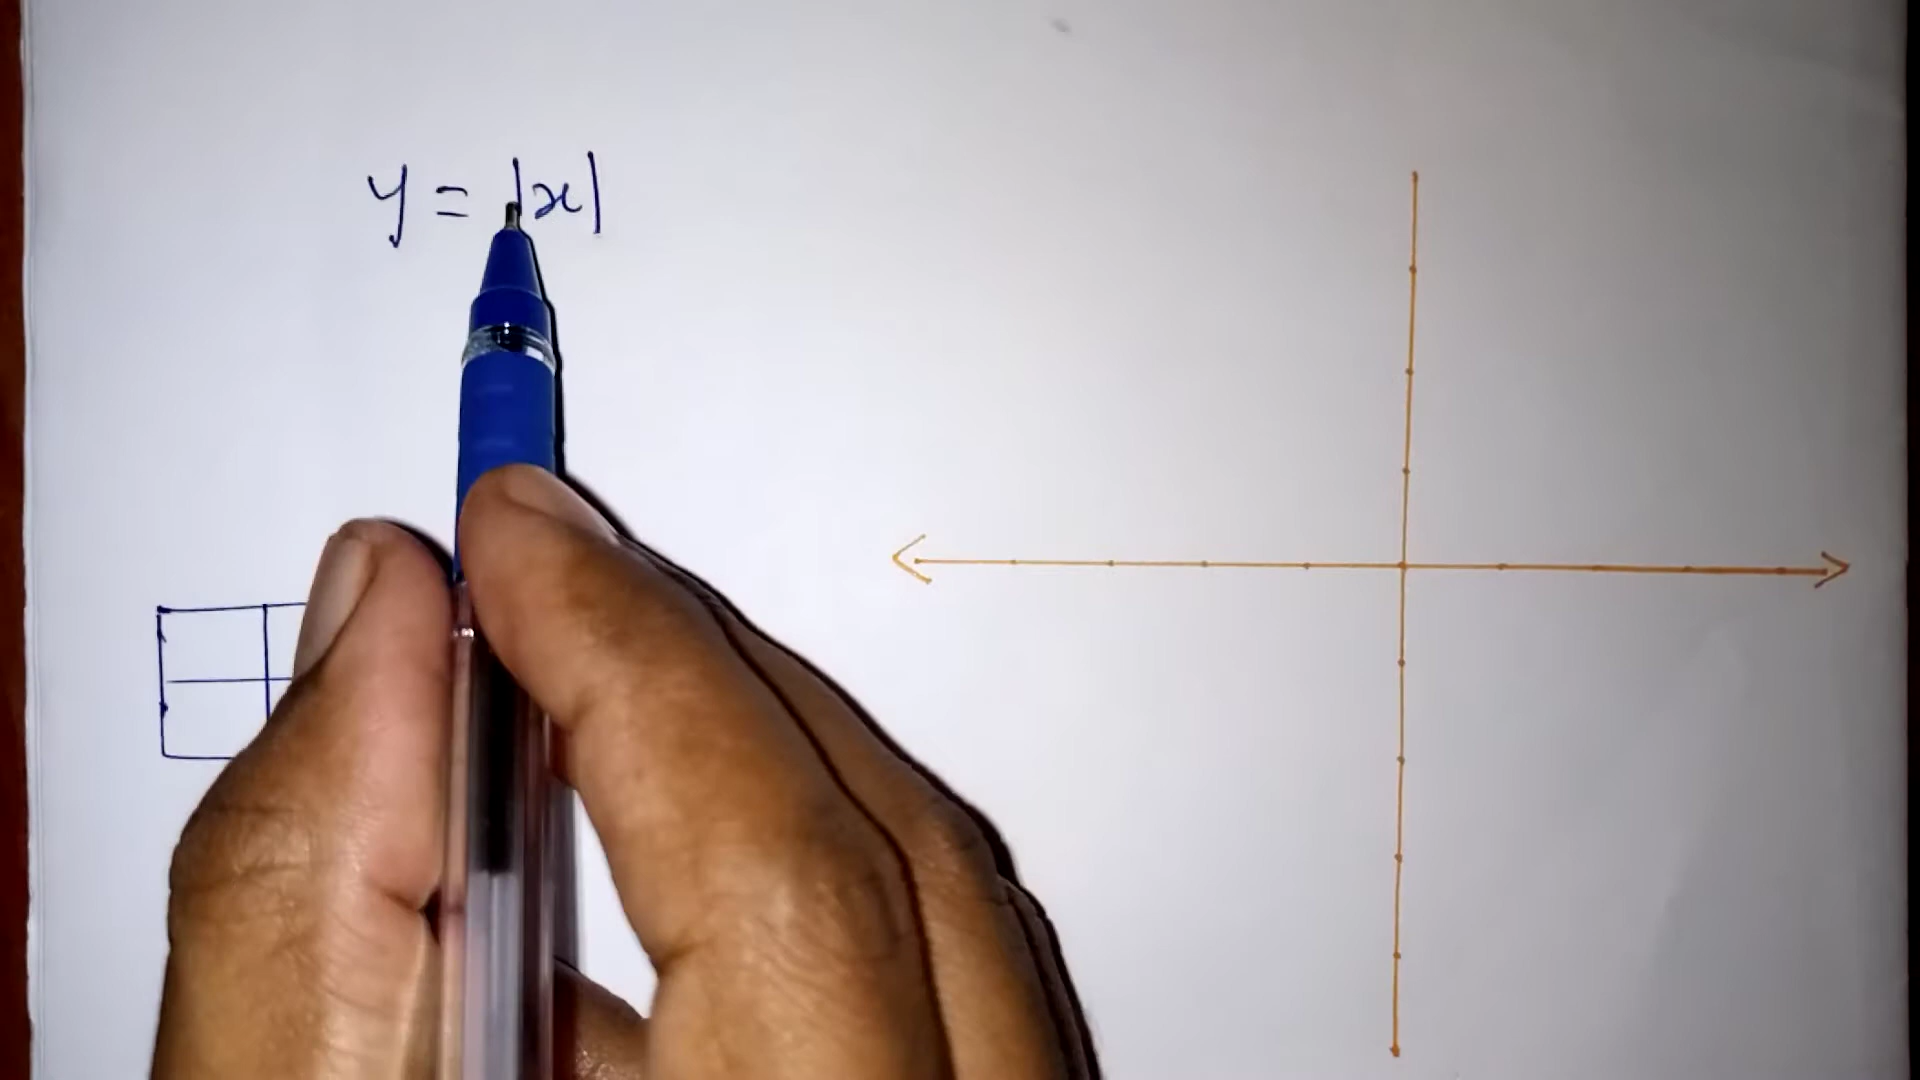 y = |x|